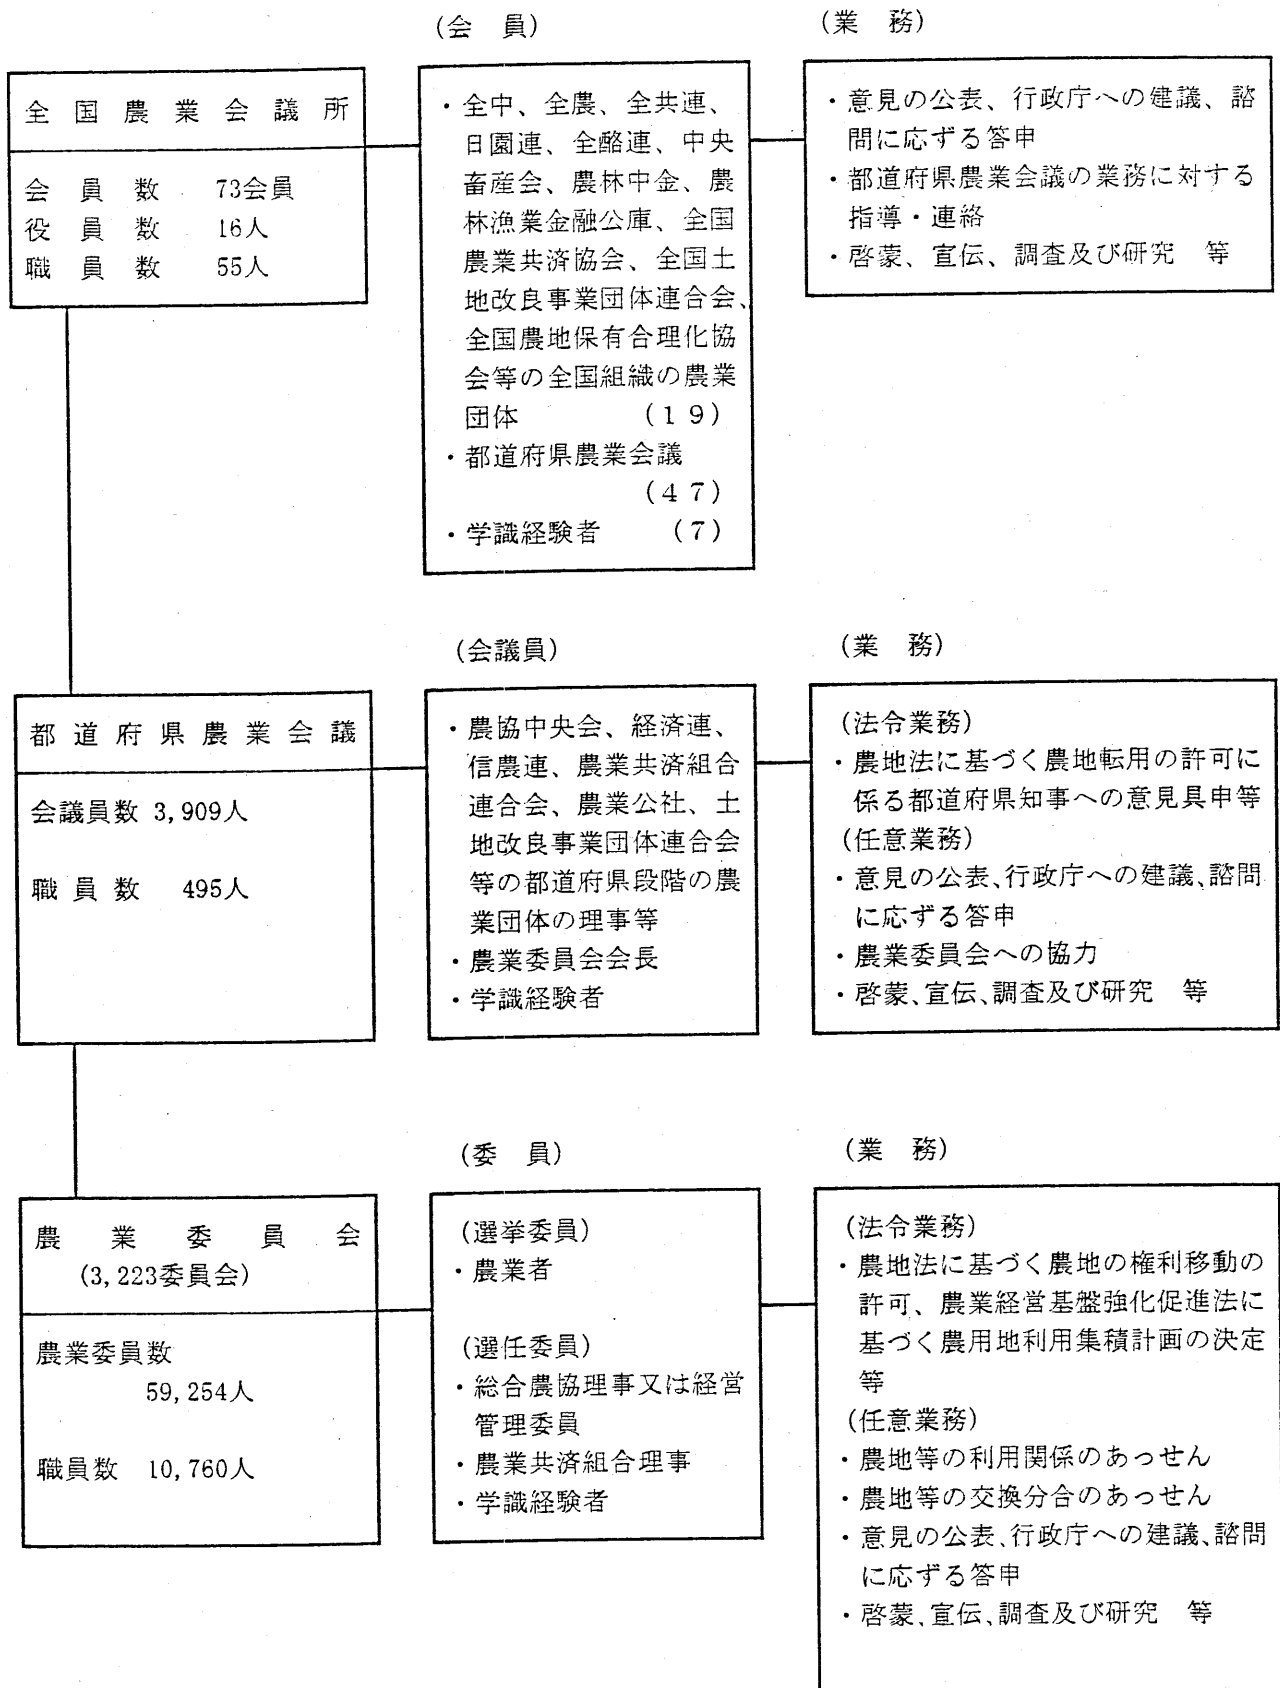 (会　員)
(業　務)
全国農業会議所
会員数　73会員
役員数　16人
職員数　55人
・全中、全農、全共連、
日園連、全酪連、中央
畜産会、農林中金、農
林漁業金融公庫、全国
農業共済協会、全国土
地改良事業団体連合会、
全国農地保有合理化協
会等の全国組織の農業
団体　(19)
・都道府県農業会議
(47)
・学識経験者　(7)
・意見の公表、行政庁への建議、諮
問に応ずる答申
・都道府県農業会議の業務に対する
指導・連絡
・啓蒙、宣伝、調査及び研究　等
(会議員)
(業　務)
都道府県農業会議
会議員数 3,909人
職員数　495人
・農協中央会、経済連、
信農連、農業共済組合
連合会、農業公社、土
地改良事業団体連合会
等の都道府県段階の農
業団体の理事等
・農業委員会会長
・学識経験者
(法令業務)
・農地法に基づく農地転用の許可に
係る都道府県知事への意見具申等
(任意業務)
・意見の公表、行政庁への建議、諮問
に応ずる答申
・農業委員会への協力
・啓蒙、宣伝、調査及び研究　等
(委　員)
(業　務)
農業委員会
(3,223委員会)
農業委員数
59,254人
職員数　10,760人
(選挙委員)
・農業者
(選任委員)
・総合農協理事又は経営
管理委員
・農業共済組合理事
・学識経験者
(法令業務)
・農地法に基づく農地の権利移動の
許可、農業経営基盤強化促進法に
基づく農用地利用集積計画の決定
等
(任意業務)
・農地等の利用関係のあっせん
・農地等の交換分合のあっせん
・意見の公表、行政庁への建議、諮問
に応ずる答申
・啓蒙、宣伝、調査及び研究　等